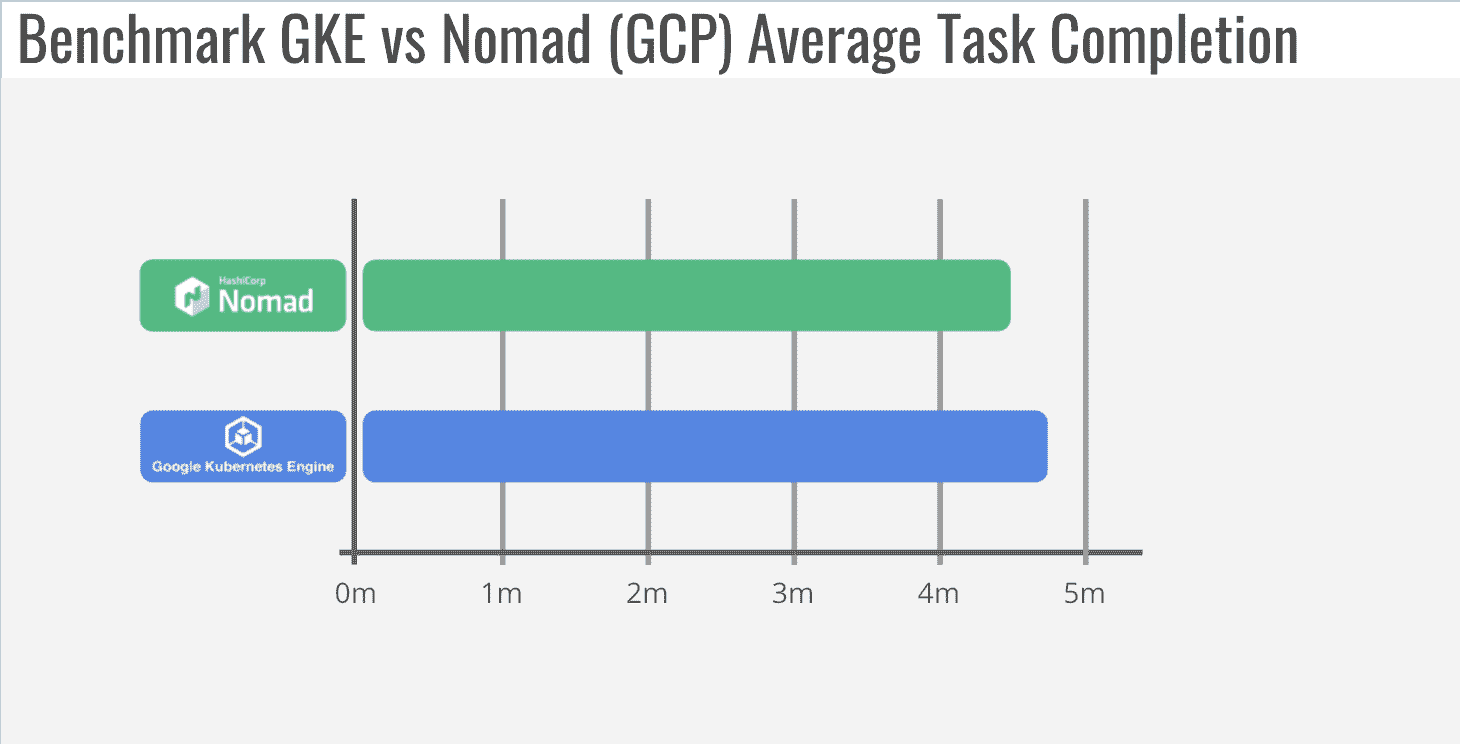 Benchmark GKE vs Nomad (GCP) Average Task Completion
HashiCorp
Nomad
Google Kubernetes Engine
0m 1m 2m 3m 4m 5m